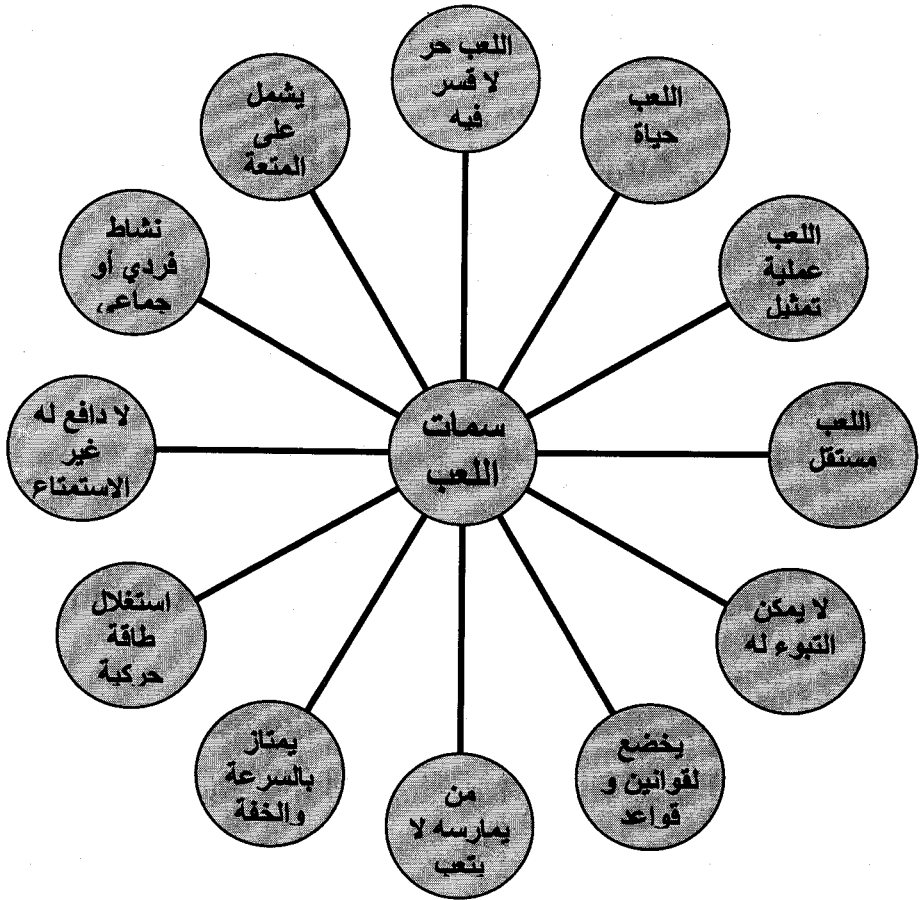 سمات
اللعب
اللعب حر
لا قسر
فيه
اللعب
حياة
اللعب
عملية
تمثيل
اللعب
مستقل
لا يمكن
التبوء له
يخضع
لقوانين و
قواعد
من
يمارسه لا
يتعب
يمتاز
بالسرعة
والخفة
استغلال
طاقة
حركية
لا دافع له
غير
الاستمتاع
نشاط
فردي أو
جماعي
يشمل
على
المتعة